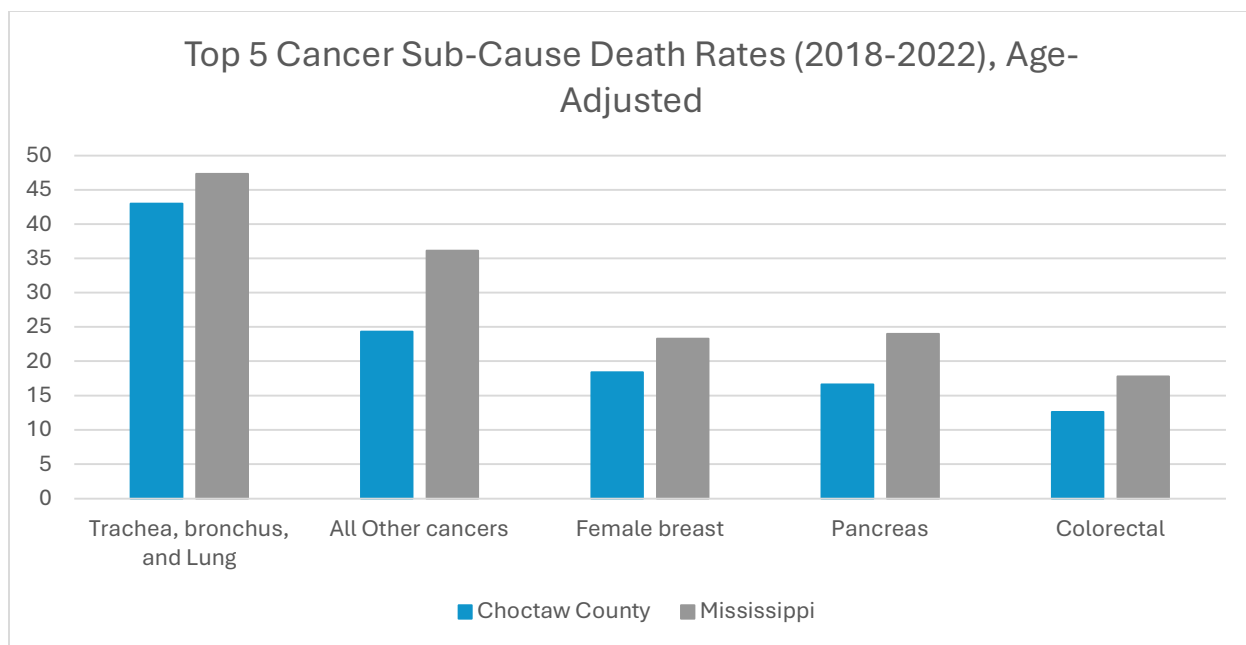 Top 5 Cancer Sub-Cause Death Rates (2018-2022), Age-
Adjusted
50
45
40
35
30
25
20
15
10
5
0
Trachea, bronchus,
and Lung
All Other cancers
Female breast
Pancreas
Colorectal
Choctaw County
Mississippi